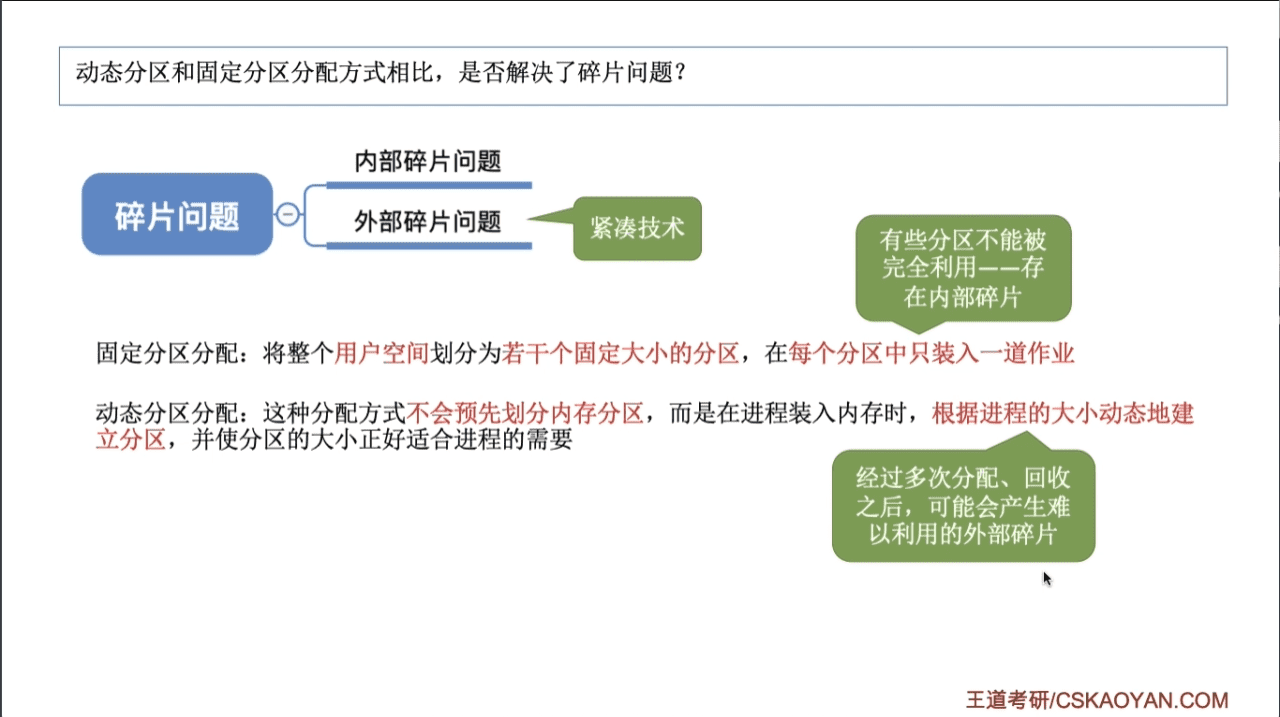 动态分区和固定分区分配方式相比，是否解决了碎片问题？
碎片问题
内部碎片问题
外部碎片问题
紧凑技术
有些分区不能被
完全利用——存
在内部碎片
固定分区分配：将整个用户空间划分为若干个固定大小的分区，在每个分区中只装入一道作业
动态分区分配：这种分配方式不会预先划分内存分区，而是在进程装入内存时，根据进程的大小动态地建
立分区，并使分区的大小正好适合进程的需要
经过多次分配、回收
之后，可能会产生难
以利用的外部碎片
王道考研/CSKAOYAN.COM